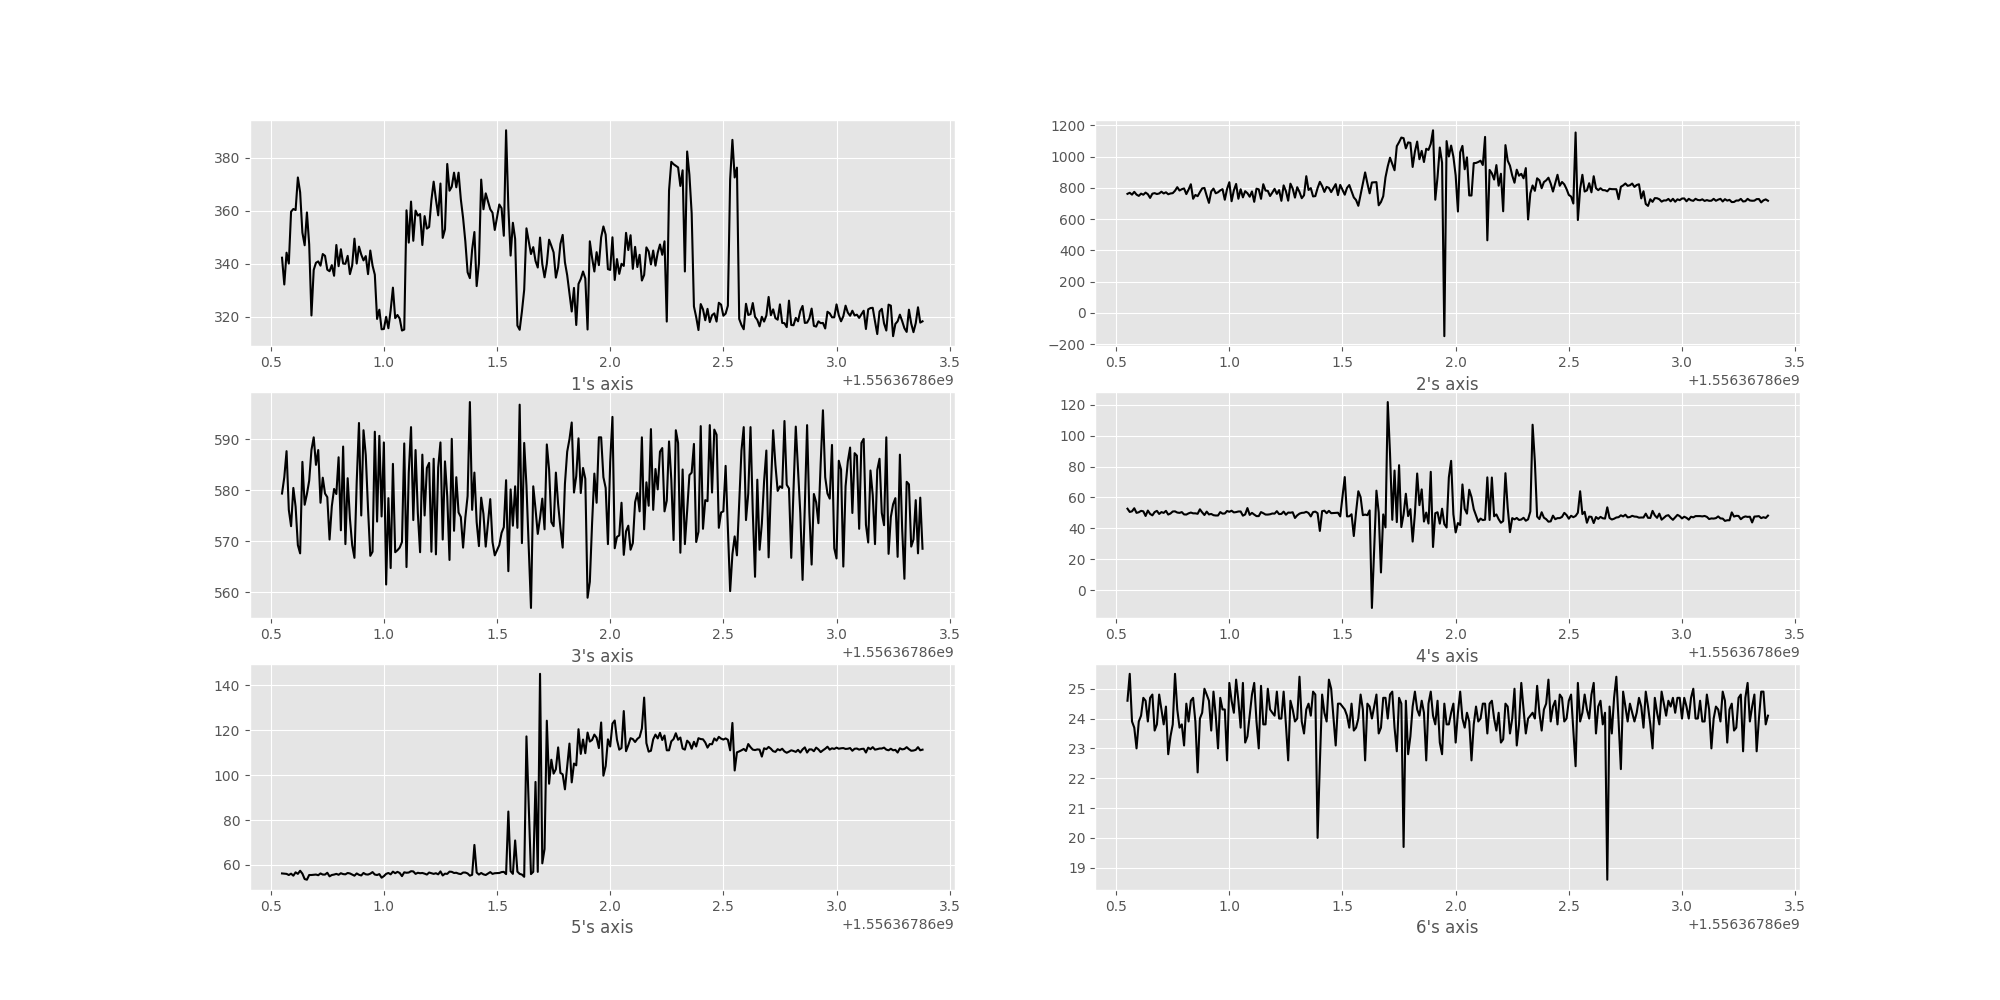 380
360
340
320
0.5 1.0 1.5 2.0 2.5 3.0 3.5
+1.55636786e9
1's axis
1200
1000
800
600
400
200
0
−200
0.5 1.0 1.5 2.0 2.5 3.0 3.5
+1.55636786e9
2's axis
590
580
570
560
0.5 1.0 1.5 2.0 2.5 3.0 3.5
+1.55636786e9
3's axis
120
100
80
60
40
20
0
0.5 1.0 1.5 2.0 2.5 3.0 3.5
+1.55636786e9
4's axis
140
120
100
80
60
0.5 1.0 1.5 2.0 2.5 3.0 3.5
+1.55636786e9
5's axis
25
24
23
22
21
20
19
0.5 1.0 1.5 2.0 2.5 3.0 3.5
+1.55636786e9
6's axis